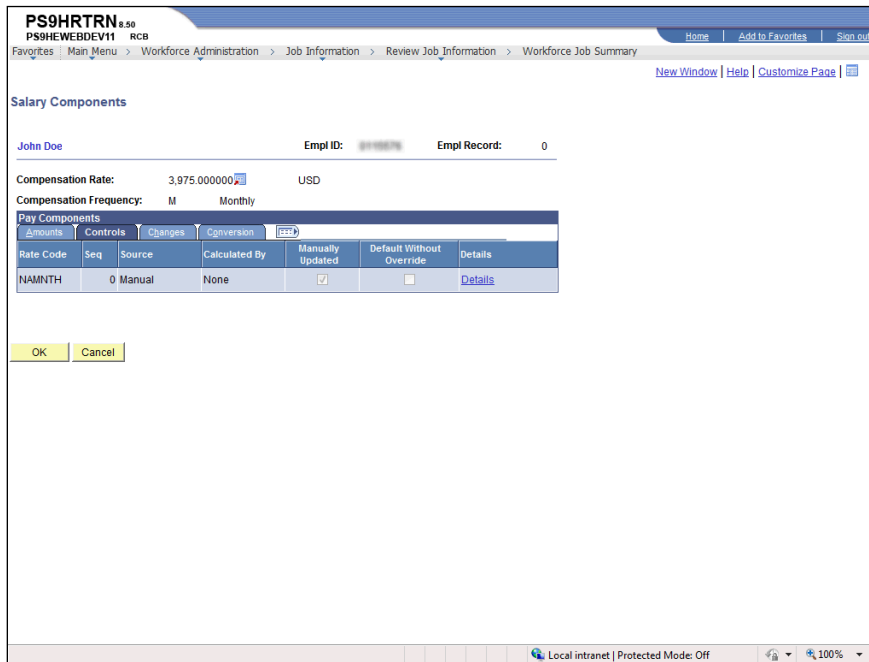 PS9HRTRN 8.50
PS9HEWEBDEV11 RCB
Home | Add to Favorites | Sign out
Favorites Main Menu > Workforce Administration > Job Information > Review Job Information > Workforce Job Summary
New Window | Help | Customize Page |
Salary Components
John Doe Empl ID: Empl Record: 0
Compensation Rate: 3,975.000000 USD
Compensation Frequency: M Monthly
Pay Components
Amounts Controls Changes Conversion
Rate Code Seq Source Calculated By Manually Updated Default Without Override Details
NAMNTH 0 Manual None Details
OK Cancel
Local intranet | Protected Mode: Off 100%